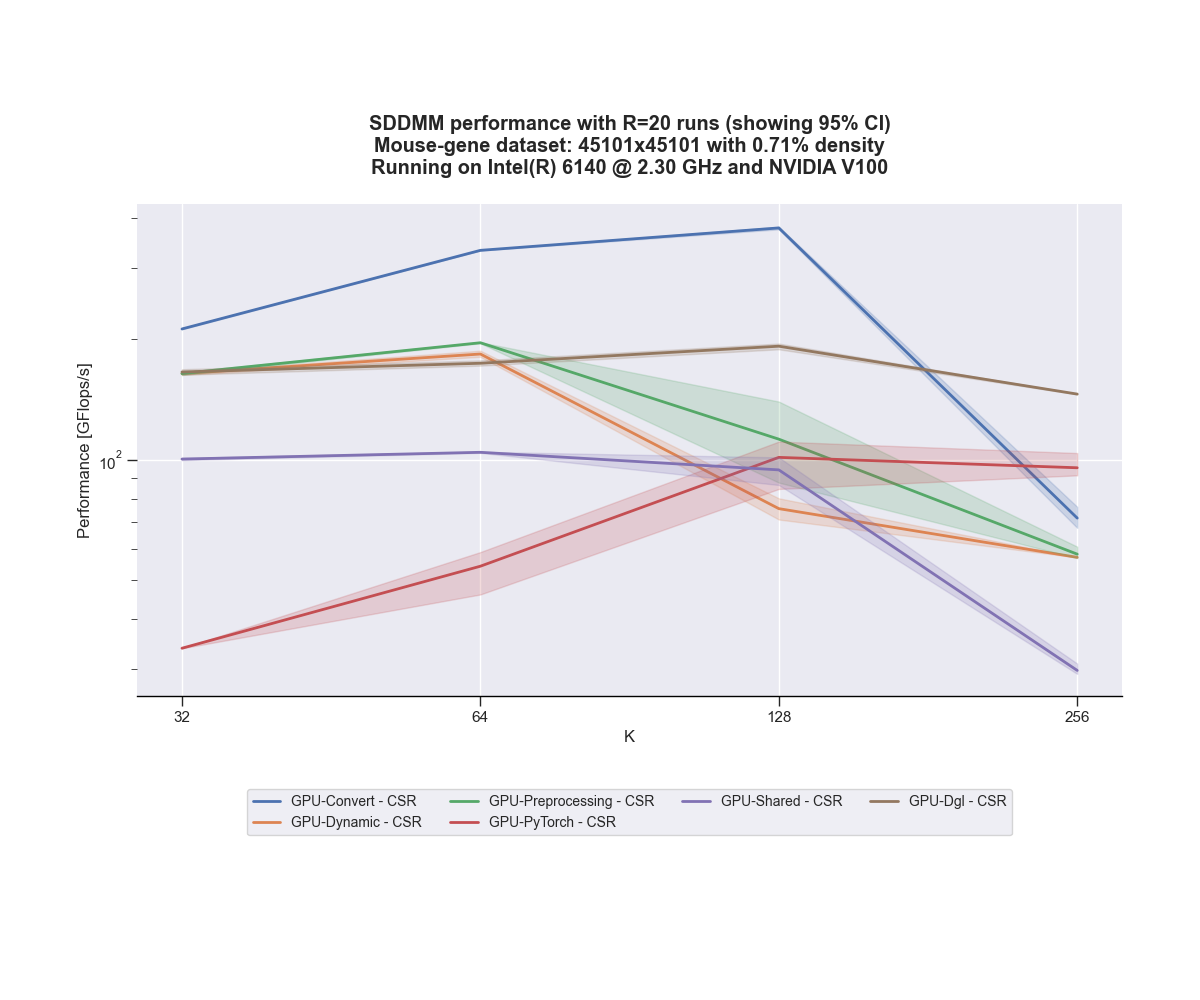 SDDMM performance with R=20 runs (showing 95% CI)
Mouse-gene dataset: 45101x45101 with 0.71% density
Running on Intel(R) 6140 @ 2.30 GHz and NVIDIA V100
Performance [GFlops/s]
10²
32 64 128 256
K
GPU-Convert - CSR GPU-Preprocessing - CSR GPU-Shared - CSR GPU-Dgl - CSR
GPU-Dynamic - CSR GPU-PyTorch - CSR